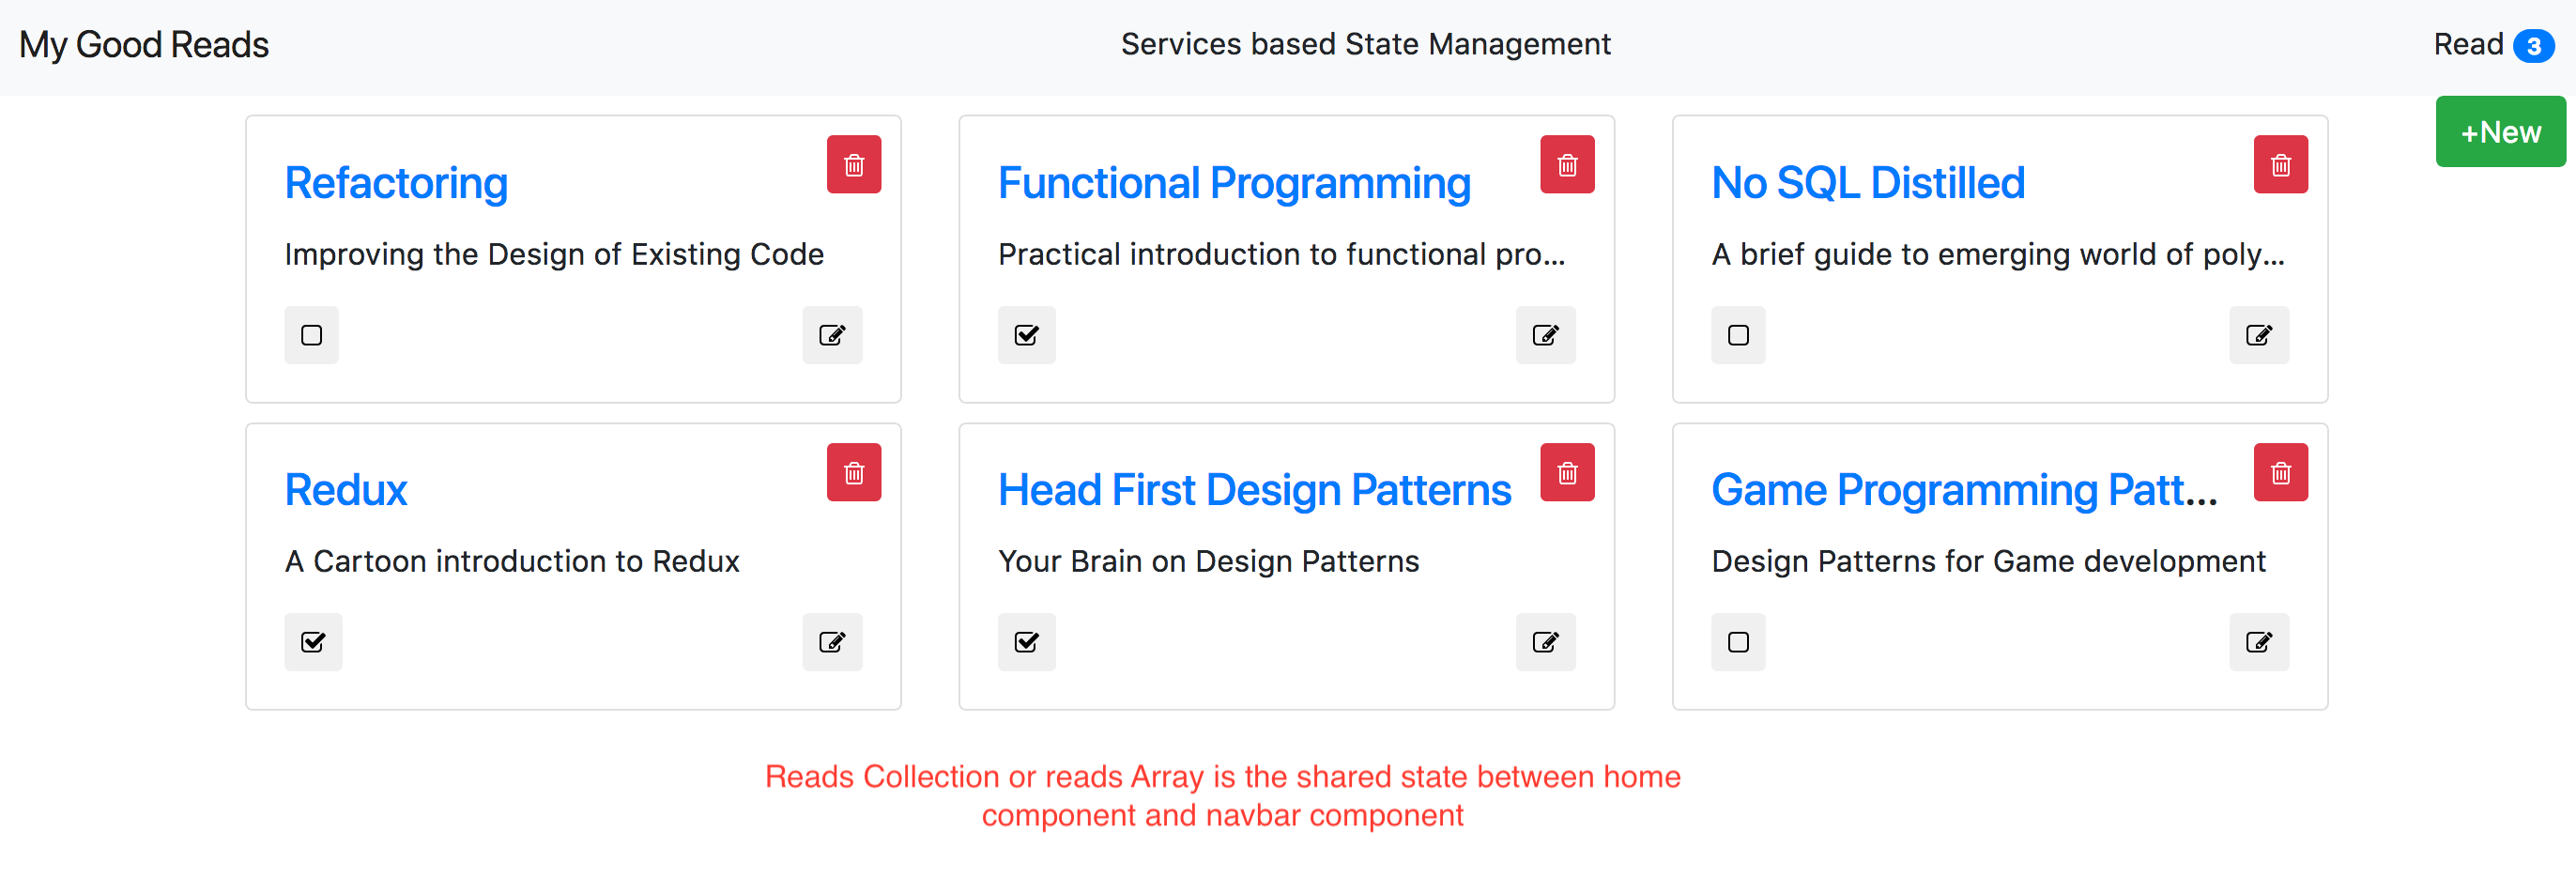 My Good Reads
Services based State Management
Read 3
+New
Refactoring
Improving the Design of Existing Code
Functional Programming
Practical introduction to functional pro...
No SQL Distilled
A brief guide to emerging world of poly...
Redux
A Cartoon introduction to Redux
Head First Design Patterns
Your Brain on Design Patterns
Game Programming Patt...
Design Patterns for Game development
Reads Collection or reads Array is the shared state between home
component and navbar component